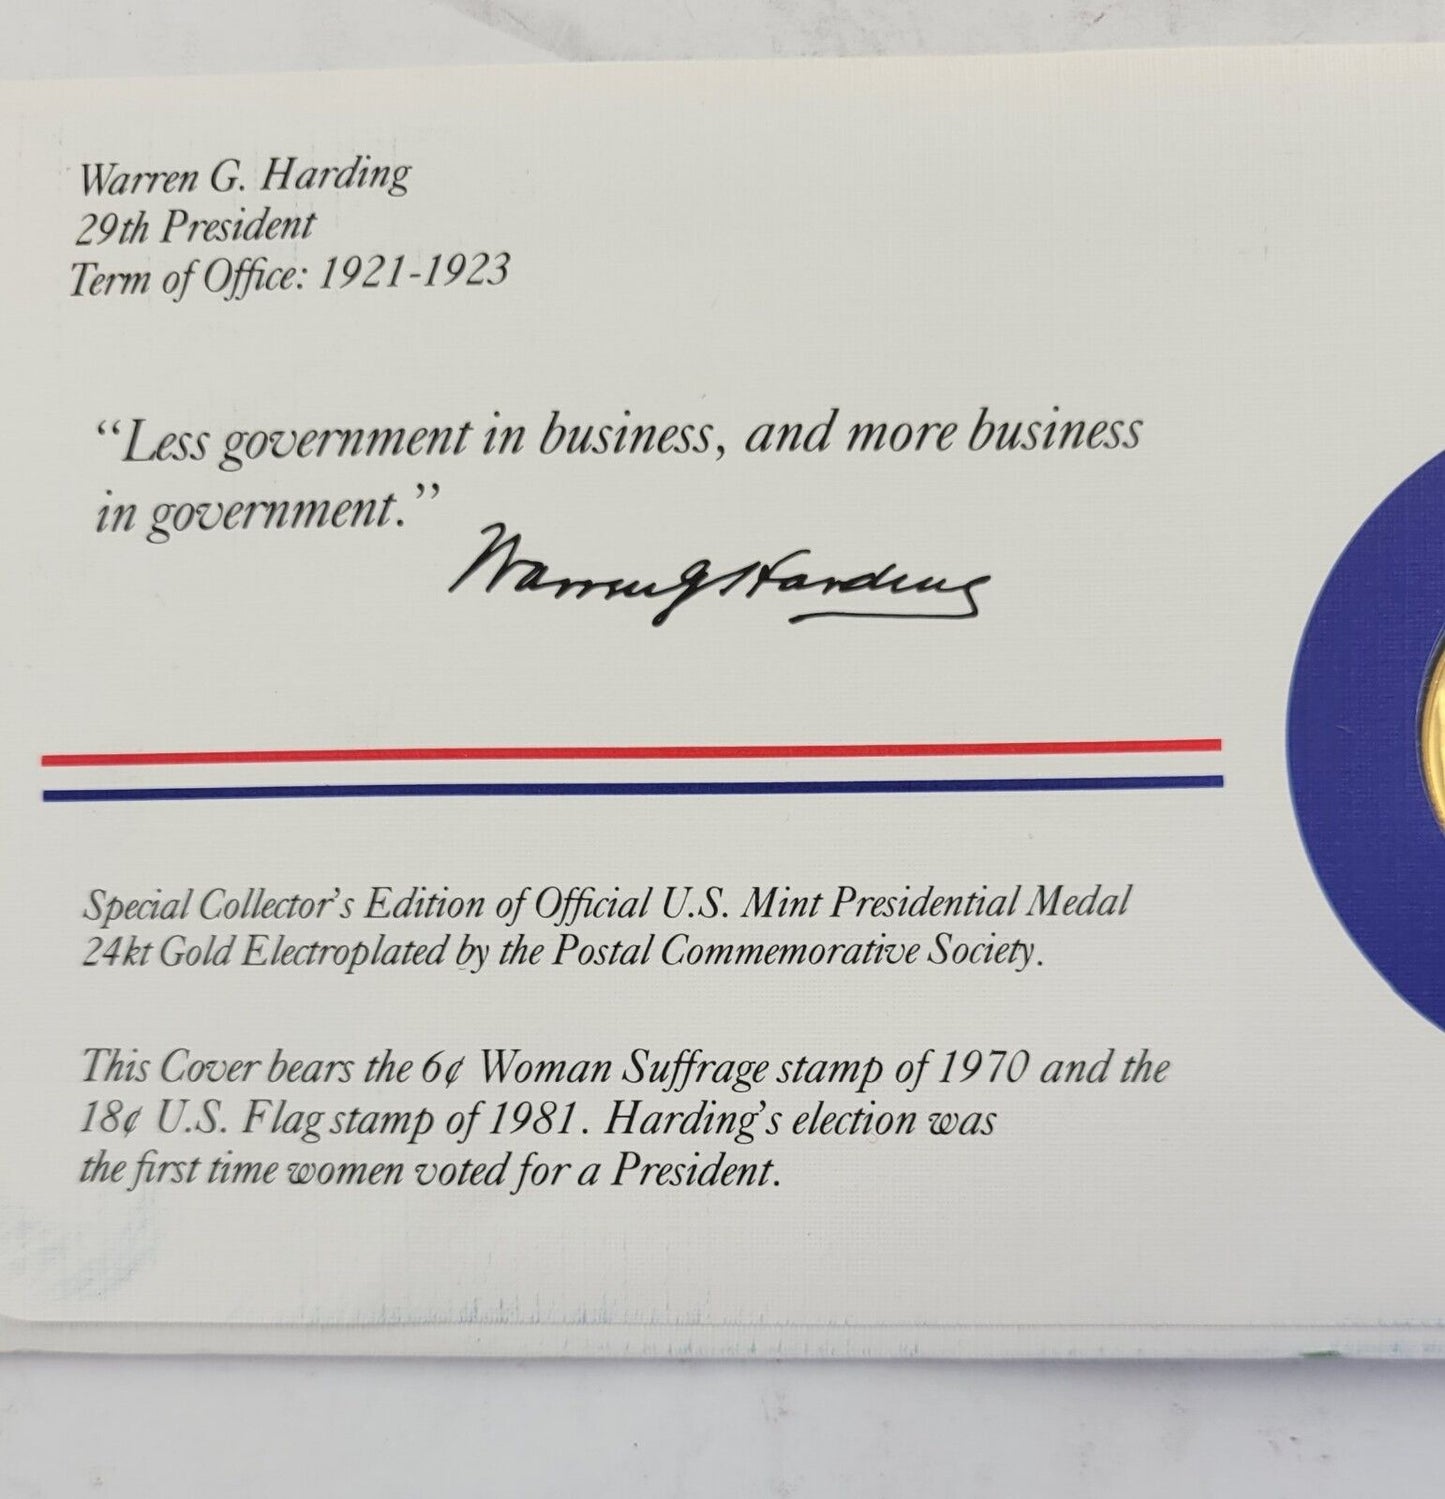 Warren G. Harding
29th President
Term of Office: 1921-1923
“Less government in business, and more business
in government.”
Warren G Harding
Special Collector's Edition of Official U.S. Mint Presidential Medal
24kt Gold Electroplated by the Postal Commemorative Society.
This Cover bears the 6¢ Woman Suffrage stamp of 1970 and the
18¢ U.S. Flag stamp of 1981. Harding's election was
the first time women voted for a President.